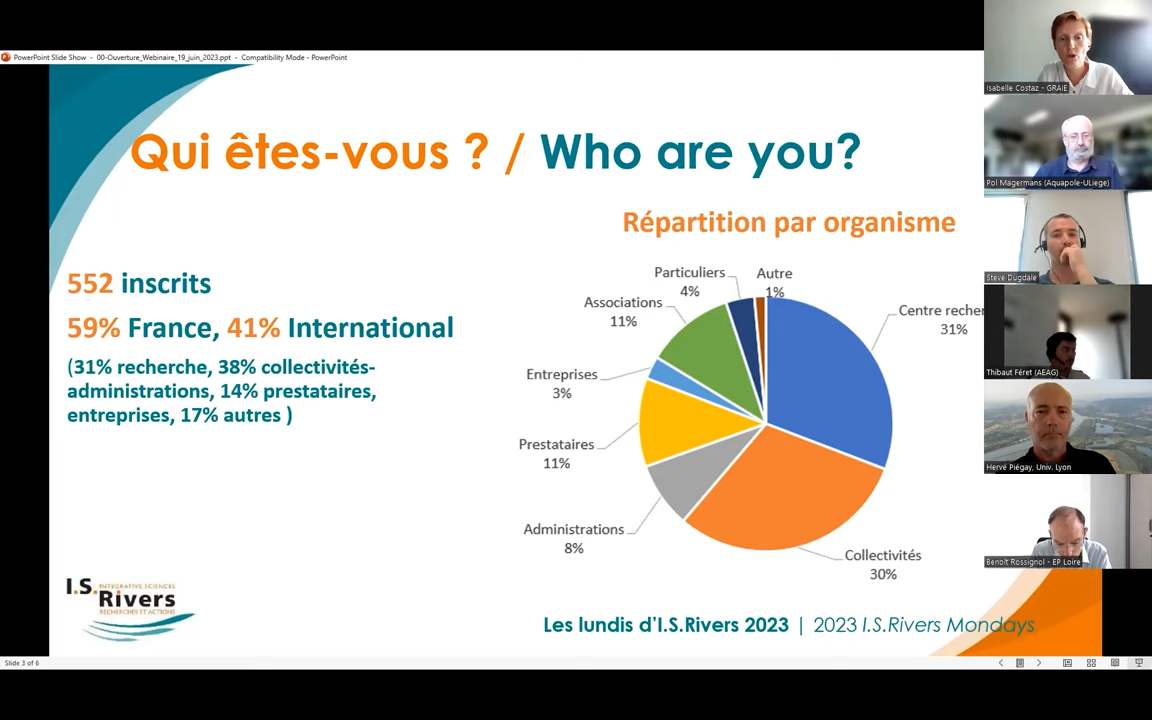 PowerPoint Slide Show - 00-Ouverture_Webinaire_19_juin_2023.ppt - Compatibility Mode - PowerPoint
Qui êtes-vous ? / Who are you?
Répartition par organisme
552 inscrits
59% France, 41% International
(31% recherche, 38% collectivités-
administrations, 14% prestataires,
entreprises, 17% autres )
Particuliers
4%
Autre
1%
Associations
11%
Centre recher
31%
Entreprises
3%
Prestataires
11%
Administrations
8%
Collectivités
30%
I.S.
INTEGRATIVE SCIENCES
Rivers
RECHERCHES ET ACTIONS
Les lundis d'I.S.Rivers 2023 | 2023 I.S.Rivers Mondays
Slide 3 of 6
Isabelle Costaz - GRAIE
Pol Magermans (Aquapole-ULiege)
Steve Dugdale
Thibaut Féret (AEAG)
Hervé Piégay, Univ. Lyon
Benoit Rossignol - EP Loire